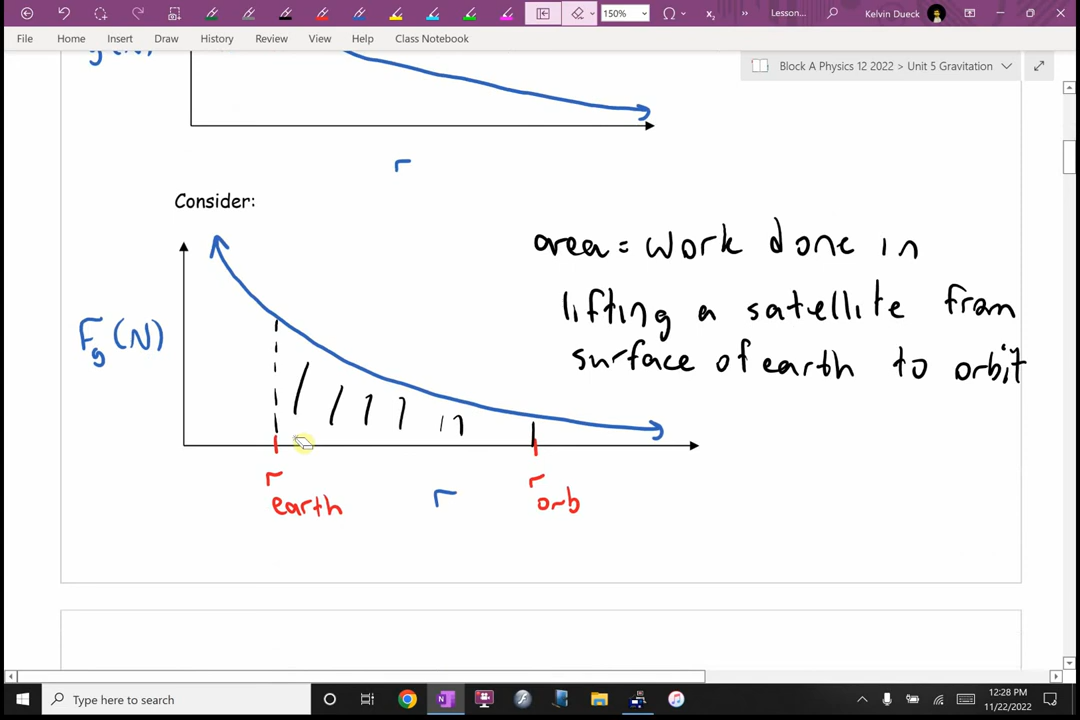 150%
Lesson...
Kelvin Dueck
File Home Insert Draw History Review View Help Class Notebook
Block A Physics 12 2022 > Unit 5 Gravitation
r
Consider:
area = work done in
lifting a satellite from
surface of earth to orbit
Fg (N)
r earth
r
r orb
Type here to search
12:28 PM
11/22/2022